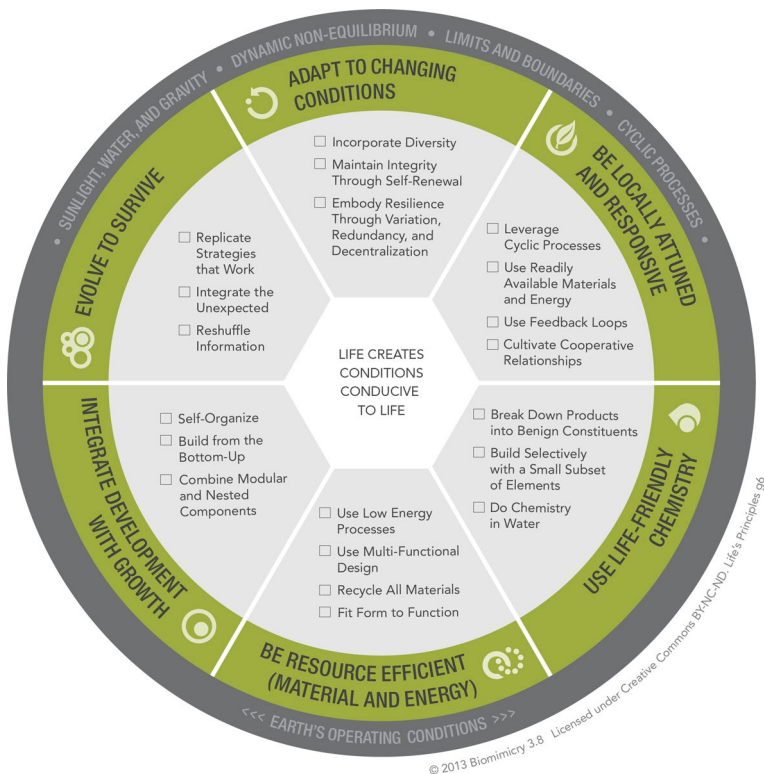 • SUNLIGHT, WATER, AND GRAVITY • DYNAMIC NON-EQUILIBRIUM • LIMITS AND BOUNDARIES • CYCLIC PROCESSES •
ADAPT TO CHANGING
CONDITIONS
☐ Incorporate Diversity
☐ Maintain Integrity
Through Self-Renewal
☐ Embody Resilience
Through Variation,
Redundancy, and
Decentralization
BE LOCALLY ATTUNED
AND RESPONSIVE
☐ Leverage
Cyclic Processes
☐ Use Readily
Available Materials
and Energy
☐ Use Feedback Loops
☐ Cultivate Cooperative
Relationships
USE LIFE-FRIENDLY
CHEMISTRY
☐ Break Down Products
into Benign Constituents
☐ Build Selectively
with a Small Subset
of Elements
☐ Do Chemistry
in Water
BE RESOURCE EFFICIENT
(MATERIAL AND ENERGY)
☐ Use Low Energy
Processes
☐ Use Multi-Functional
Design
☐ Recycle All Materials
☐ Fit Form to Function
INTEGRATE DEVELOPMENT
WITH GROWTH
☐ Self-Organize
☐ Build from the
Bottom-Up
☐ Combine Modular
and Nested
Components
EVOLVE TO SURVIVE
☐ Replicate
Strategies
that Work
☐ Integrate the
Unexpected
☐ Reshuffle
Information
LIFE CREATES
CONDITIONS
CONDUCIVE
TO LIFE
<<< EARTH'S OPERATING CONDITIONS >>>
© 2013 Biomimicry 3.8 Licensed under Creative Commons BY-NC-ND. Life's Principles